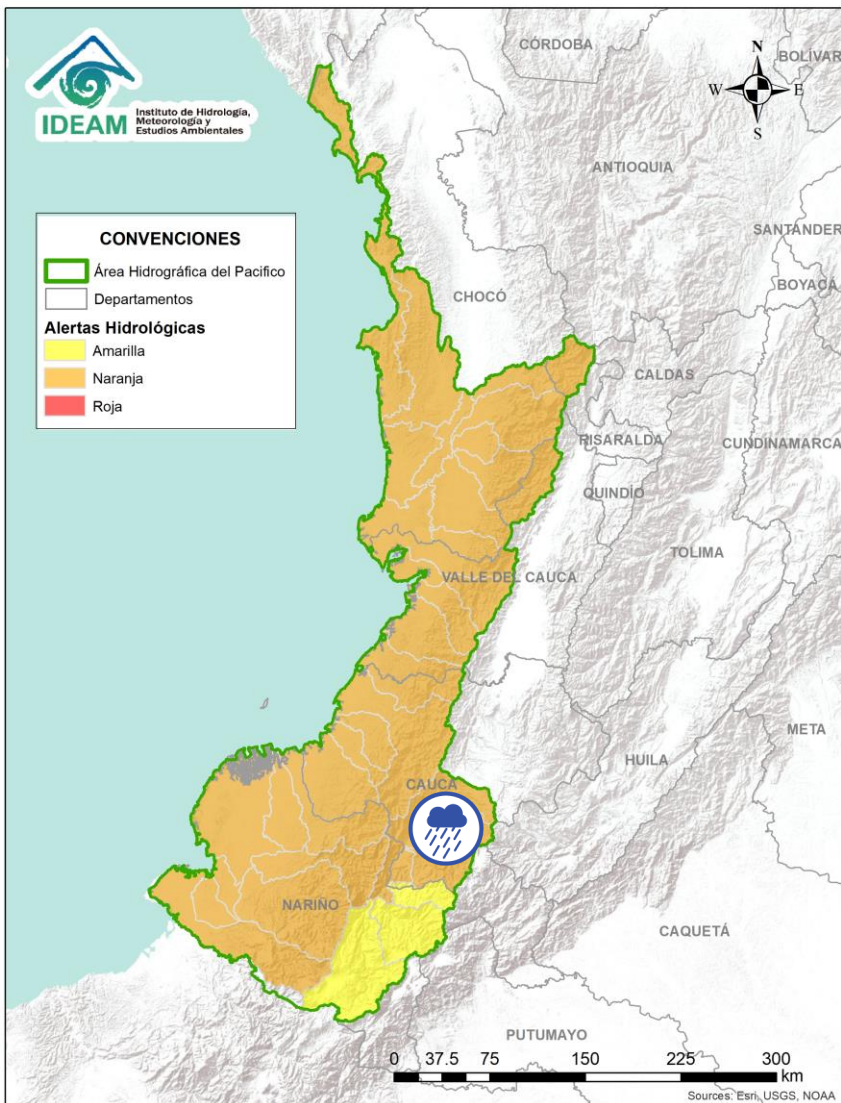 IDEAM
Instituto de Hidrología,
Meteorología y
Estudios Ambientales
CÓRDOBA
BOLÍVAR
N
W E
S
ANTIOQUIA
SANTANDER
BOYACÁ
CONVENCIONES
Área Hidrográfica del Pacifico
Departamentos
Alertas Hidrológicas
Amarilla
Naranja
Roja
CHOCÓ
CALDAS
RISARALDA
CUNDINAMARCA
QUINDÍO
TOLIMA
VALLE DEL CAUCA
META
HUILA
CAUCA
NARIÑO
CAQUETÁ
PUTUMAYO
0 37.5 75 150 225 300
km
Sources: Esri, USGS, NOAA